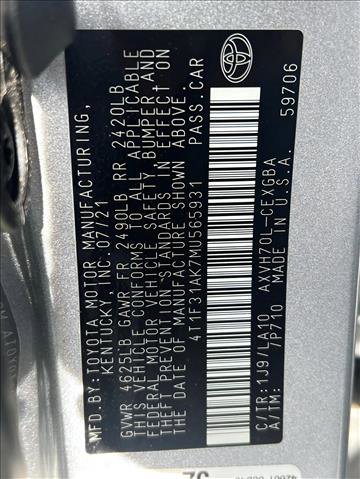 MFD. BY:TOYOTA MOTOR MANUFACTURING,
KENTUCKY, INC. 07/21
GVWR 4625LB GAWR FR 2490LB RR 2420LB
THIS VEHICLE CONFORMS TO ALL APPLICABLE
FEDERAL MOTOR VEHICLE SAFETY, BUMPER, AND
THEFT PREVENTION STANDARDS IN EFFECT ON
THE DATE OF MANUFACTURE SHOWN ABOVE.
4T1F31AK7MU565931 PASS.CAR
TOYOTA
C/TR:1J9/LA10 AXVH70L-CEXGBA
A/TM: /P710 MADE IN U.S.A.
59706